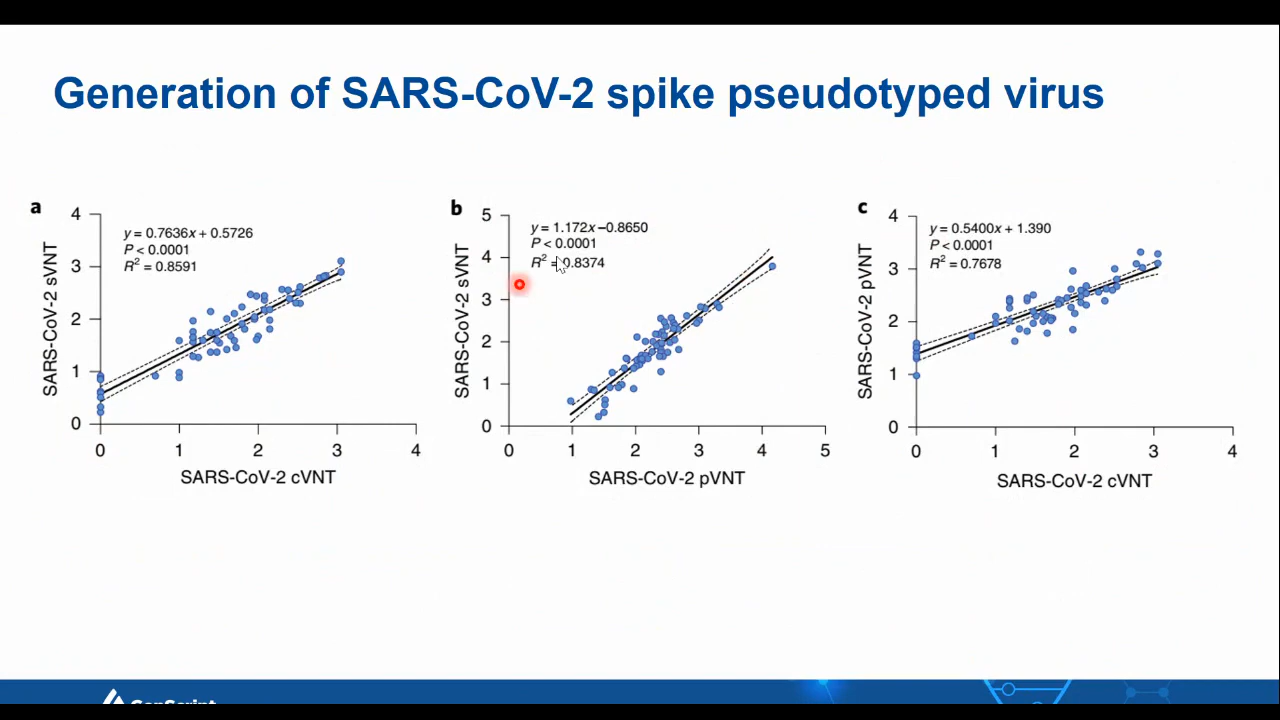 Generation of SARS-CoV-2 spike pseudotyped virus
a
4
3
2
1
0
SARS-CoV-2 sVNT
y = 0.7636x + 0.5726
P < 0.0001
R² = 0.8591
0 1 2 3 4
SARS-CoV-2 cVNT
b
5
4
3
2
1
0
SARS-CoV-2 sVNT
y = 1.172x−0.8650
P < 0.0001
R² = 0.8374
0 1 2 3 4 5
SARS-CoV-2 pVNT
c
4
3
2
1
0
SARS-CoV-2 pVNT
y = 0.5400x + 1.390
P < 0.0001
R² = 0.7678
0 1 2 3 4
SARS-CoV-2 cVNT
GenScript